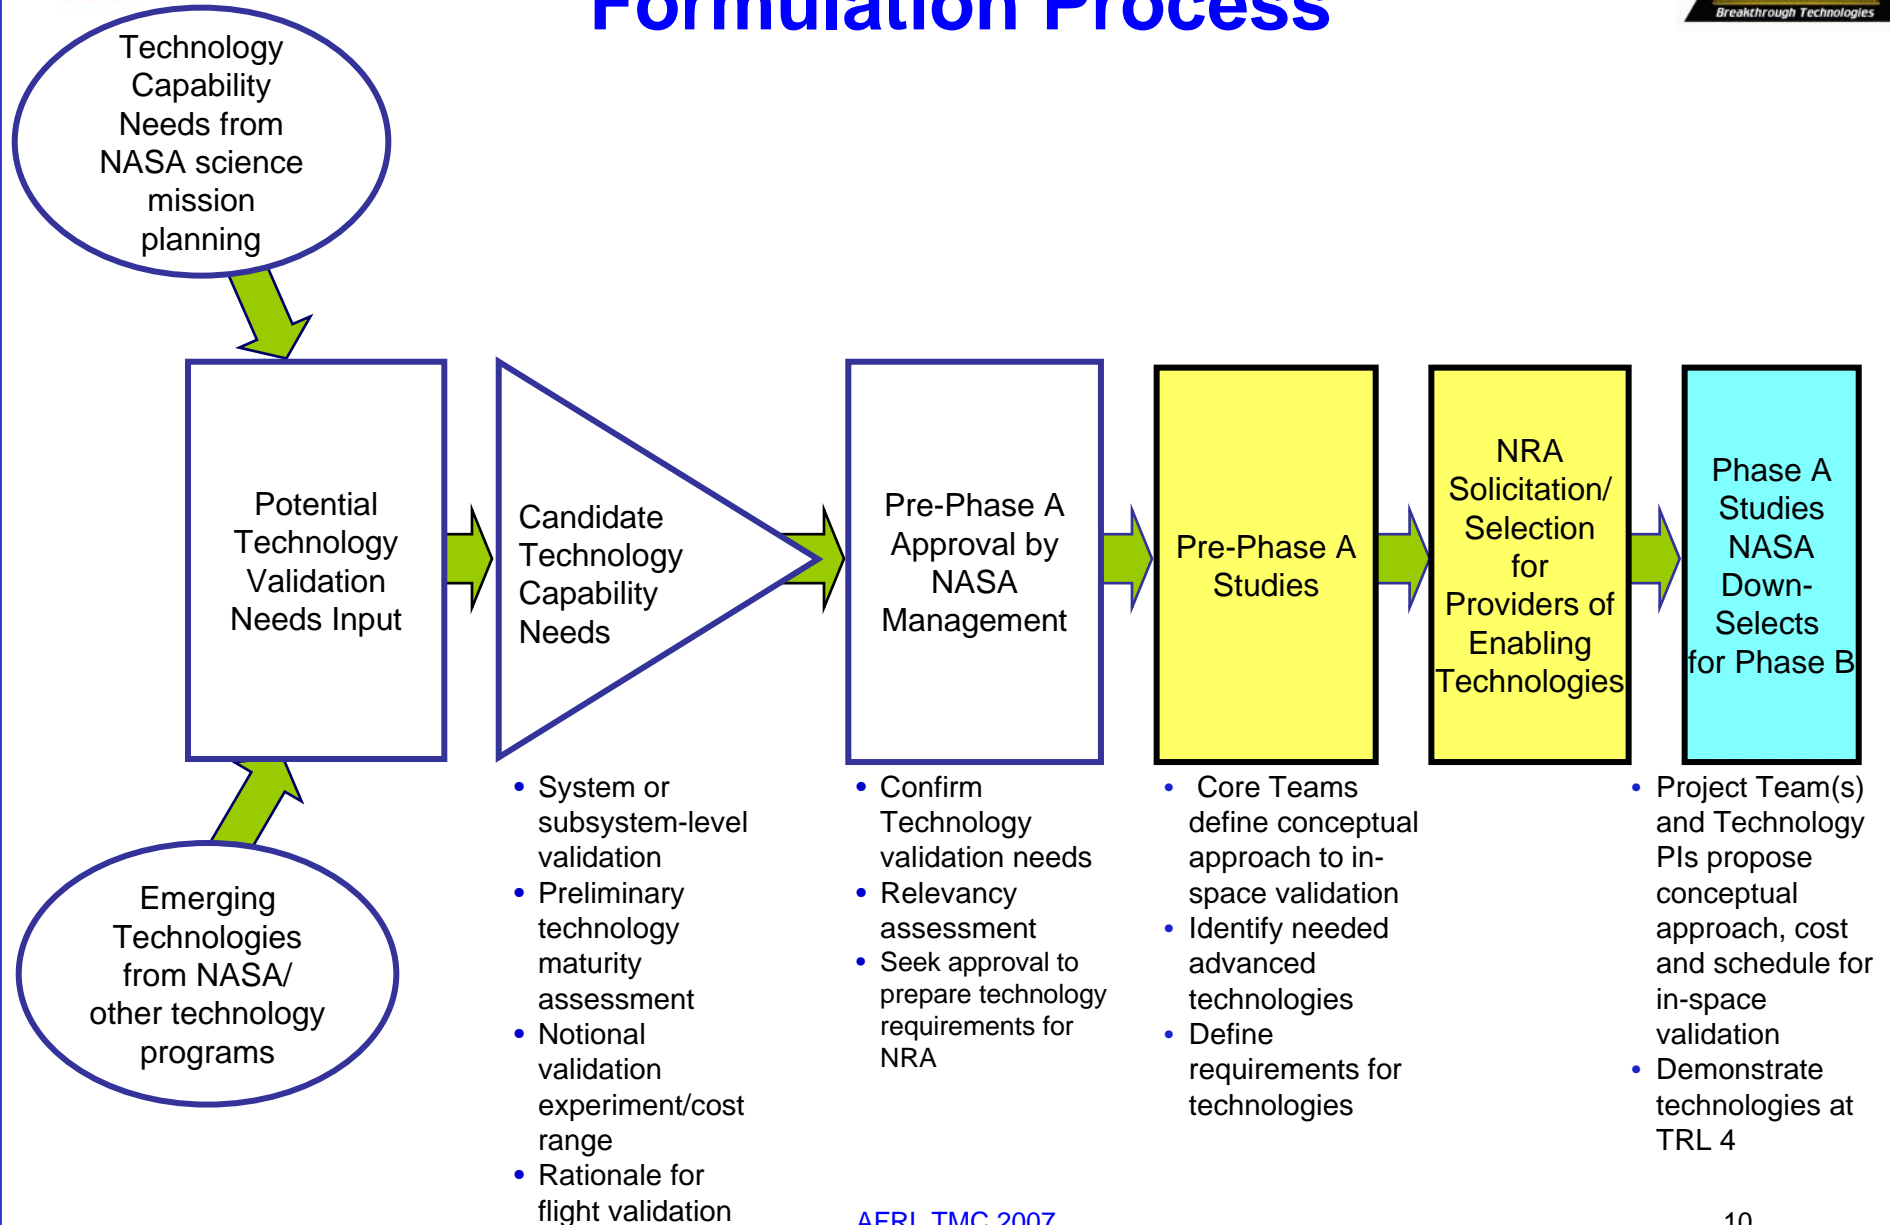 Formulation Process
Breakthrough Technologies
Technology
Capability
Needs from
NASA science
mission
planning
Potential
Technology
Validation
Needs Input
Emerging
Technologies
from NASA/
other technology
programs
Candidate
Technology
Capability
Needs
• System or
subsystem-level
validation
• Preliminary
technology
maturity
assessment
• Notional
validation
experiment/cost
range
• Rationale for
flight validation
Pre-Phase A
Approval by
NASA
Management
• Confirm
Technology
validation needs
• Relevancy
assessment
• Seek approval to
prepare technology
requirements for
NRA
Pre-Phase A
Studies
• Core Teams
define conceptual
approach to in-
space validation
• Identify needed
advanced
technologies
• Define
requirements for
technologies
NRA
Solicitation/
Selection
for
Providers of
Enabling
Technologies
Phase A
Studies
NASA
Down-
Selects
for Phase B
• Project Team(s)
and Technology
PIs propose
conceptual
approach, cost
and schedule for
in-space
validation
• Demonstrate
technologies at
TRL 4
AFRL TMC 2007
10